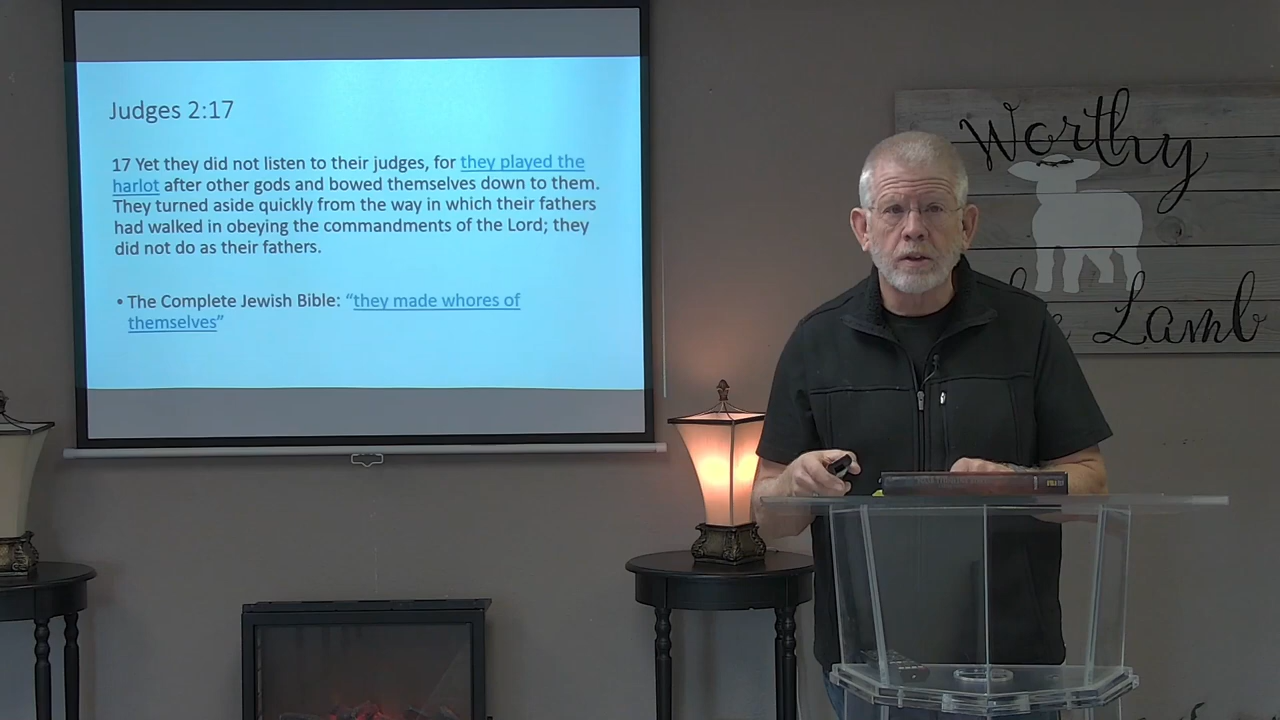 Judges 2:17
17 Yet they did not listen to their judges, for they played the
harlot after other gods and bowed themselves down to them.
They turned aside quickly from the way in which their fathers
had walked in obeying the commandments of the Lord; they
did not do as their fathers.
• The Complete Jewish Bible: “they made whores of
themselves”
Worthy
Lamb